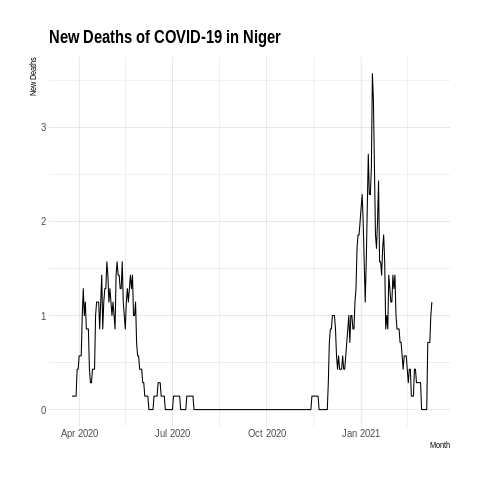 New Deaths of COVID-19 in Niger
New Deaths
3
2
1
0
Apr 2020 Jul 2020 Oct 2020 Jan 2021
Month